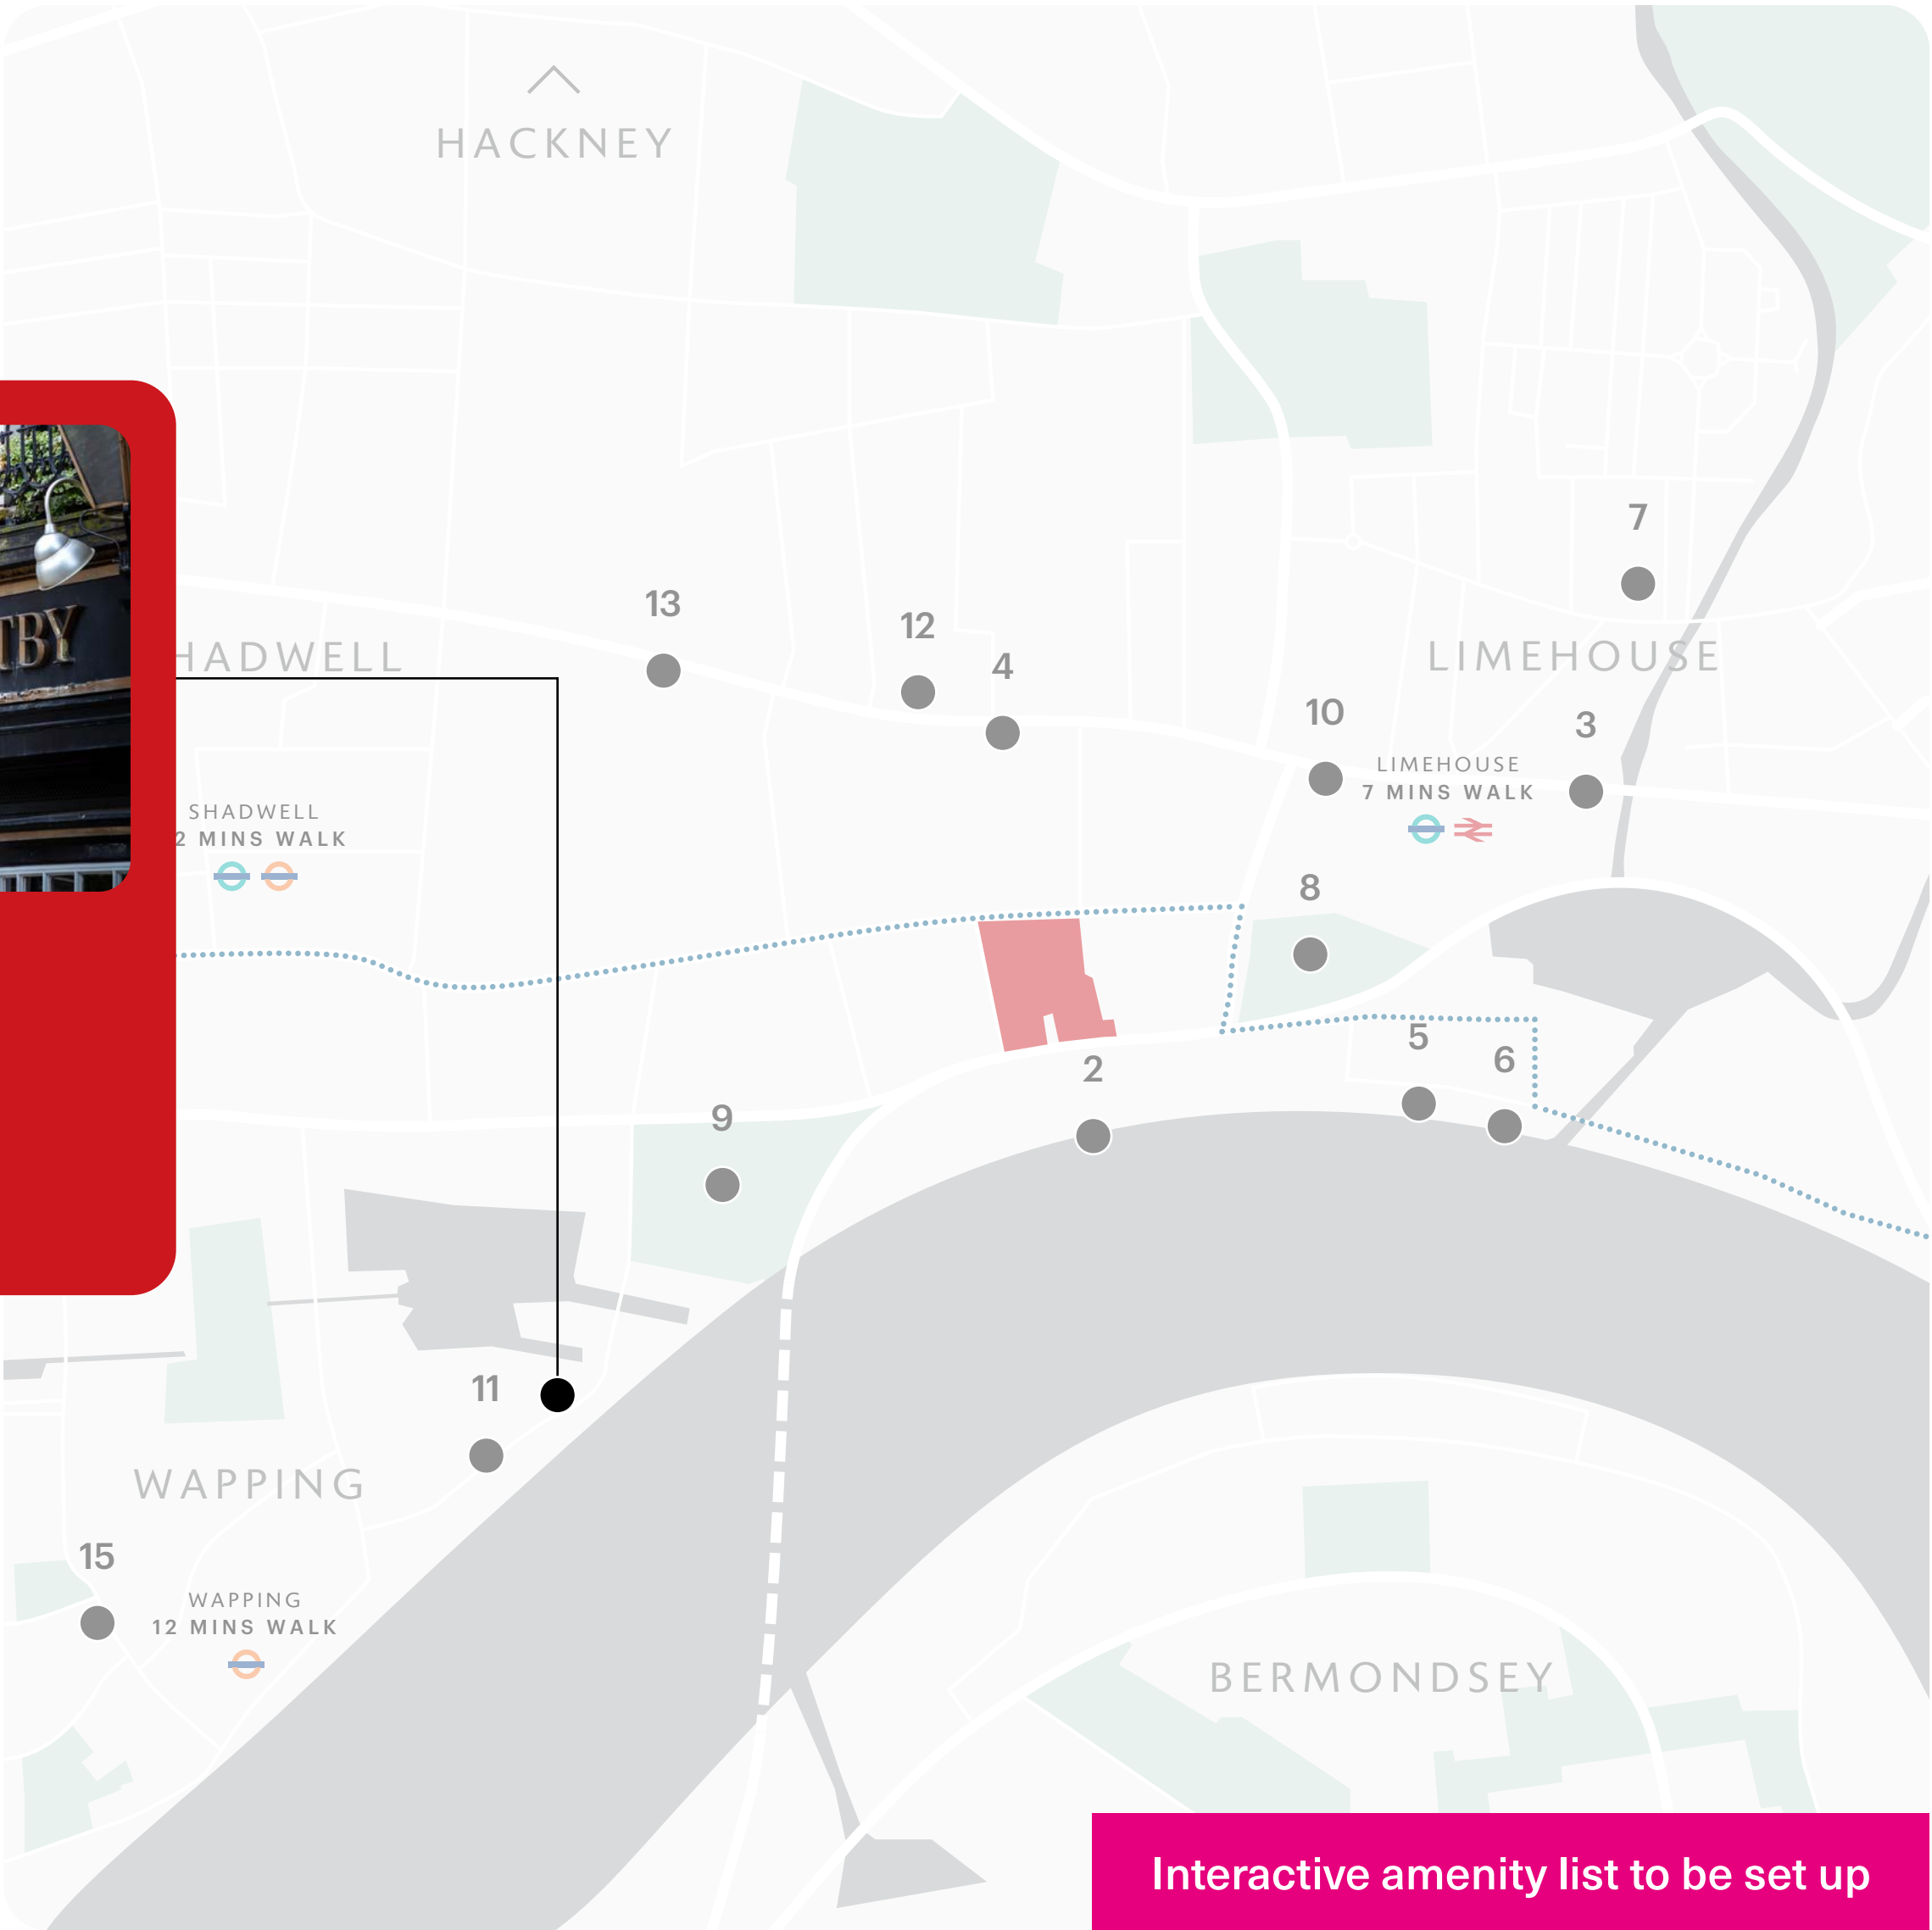 HACKNEY
7
13
12
4
HADWELL
LIMEHOUSE
TBY
10
3
LIMEHOUSE
7 MINS WALK
SHADWELL
2 MINS WALK
8
5
6
2
9
11
WAPPING
15
WAPPING
12 MINS WALK
BERMONDSEY
Interactive amenity list to be set up